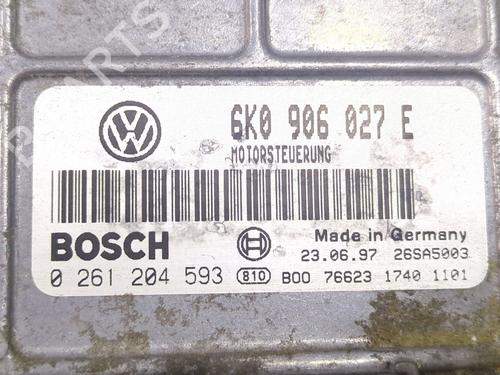 6K0 906 027 E
MOTORSTEUERUNG
BOSCH
Made in Germany
23.06.97 26SA5003
0 261 204 593 810 B00 76623 1740 1101
PARTS